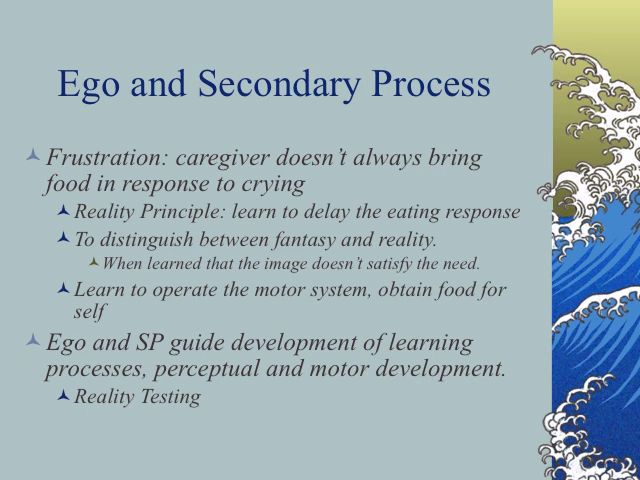 Ego and Secondary Process
Frustration: caregiver doesn’t always bring
food in response to crying
Reality Principle: learn to delay the eating response
To distinguish between fantasy and reality.
When learned that the image doesn’t satisfy the need.
Learn to operate the motor system, obtain food for
self
Ego and SP guide development of learning
processes, perceptual and motor development.
Reality Testing